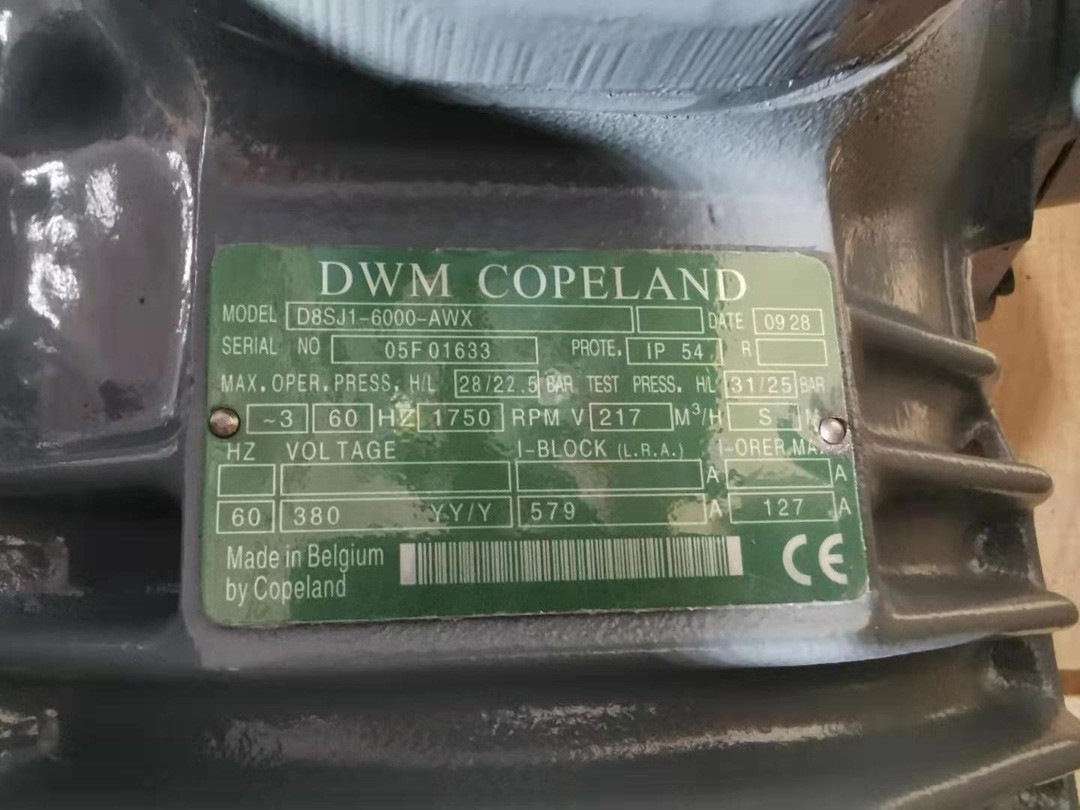 DWM COPELAND
MODEL D8SJ1-6000-AWX DATE 0928
SERIAL NO 05F01633 PROTE. IP 54 R
MAX.OPER.PRESS. H/L 28/22.5 BAR TEST PRESS. HL 31/25 BAR
~3 60 HZ 1750 RPM V 217 M³/H S M
HZ VOLTAGE I-BLOCK (L.R.A.) I-ORER.MAX
A A
60 380 YY/Y 579 A 127 A
Made in Belgium
by Copeland
CE